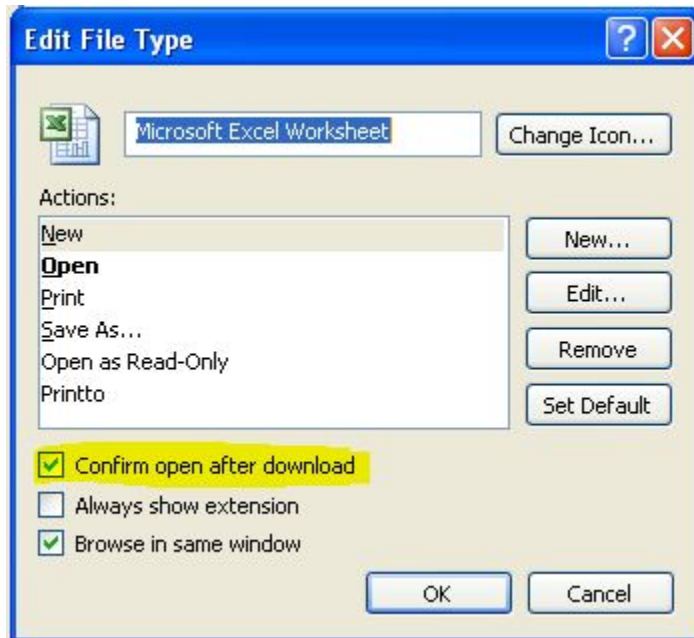 Edit File Type
?
Microsoft Excel Worksheet
Change Icon...
Actions:
New
Open
Print
Save As...
Open as Read-Only
Printto
New...
Edit...
Remove
Set Default
Confirm open after download
Always show extension
Browse in same window
OK
Cancel